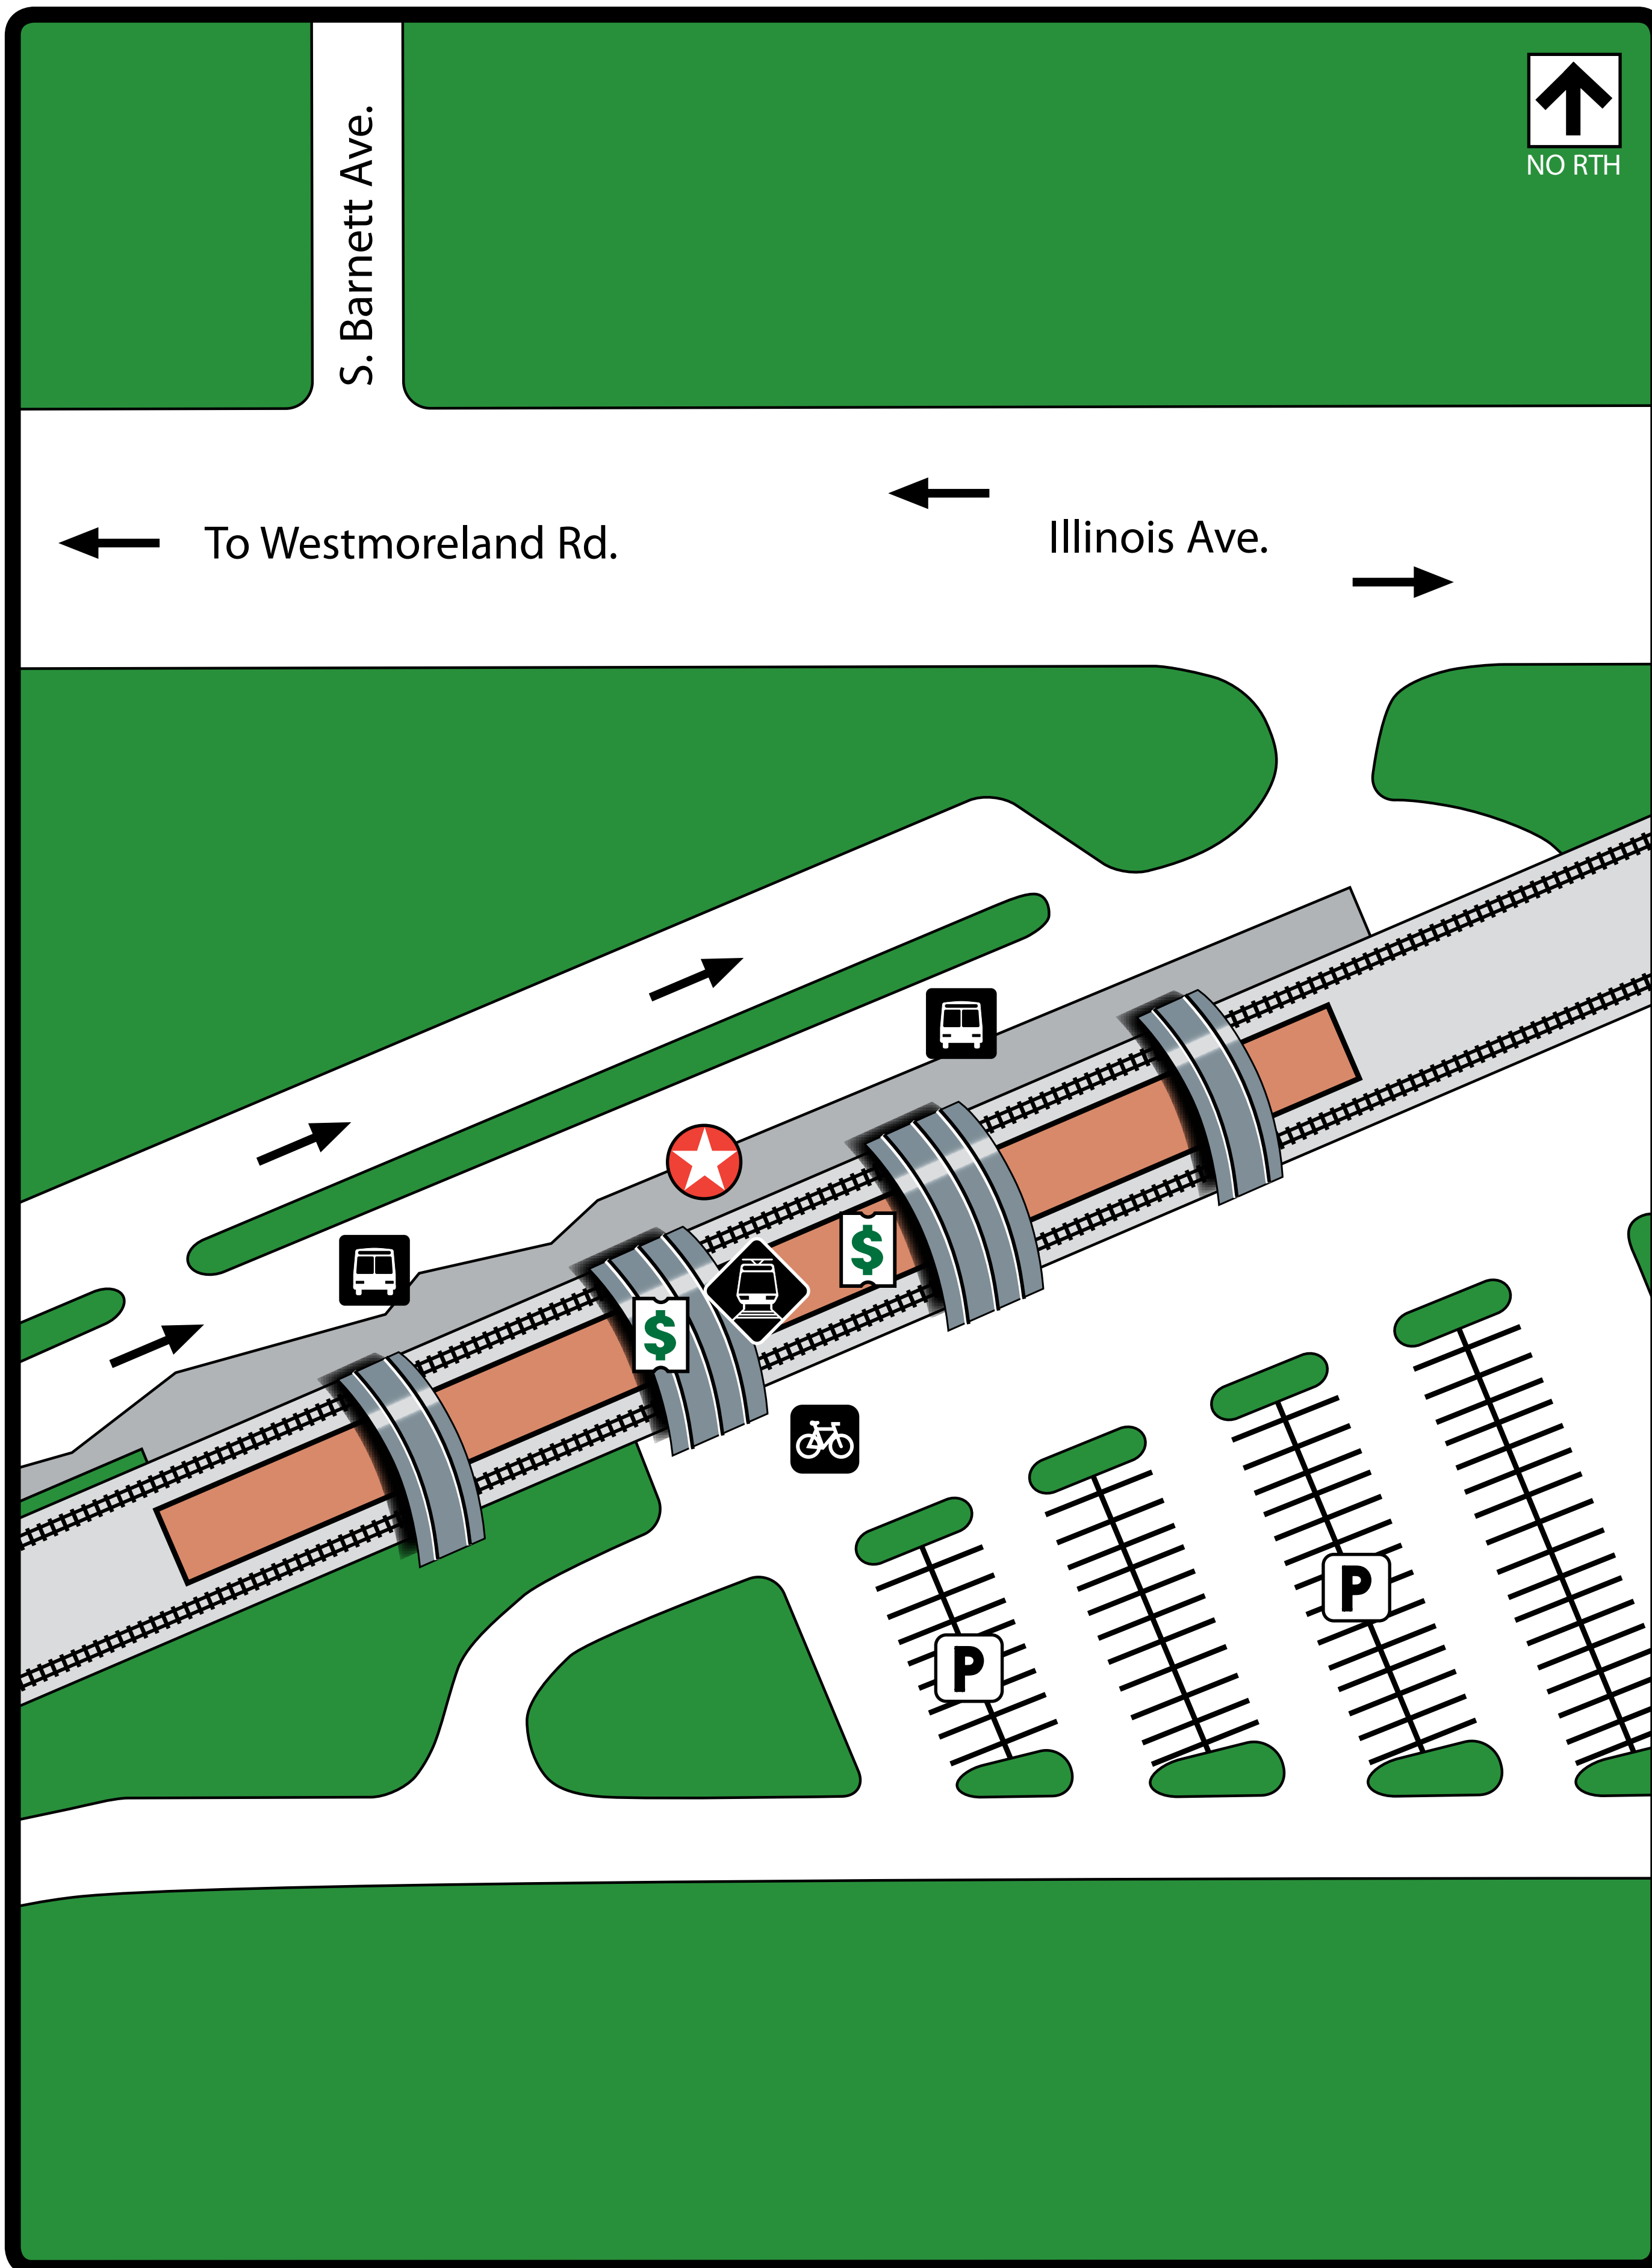 NO RTH
S. Barnett Ave.
To Westmoreland Rd.
Illinois Ave.
$
$
P
P